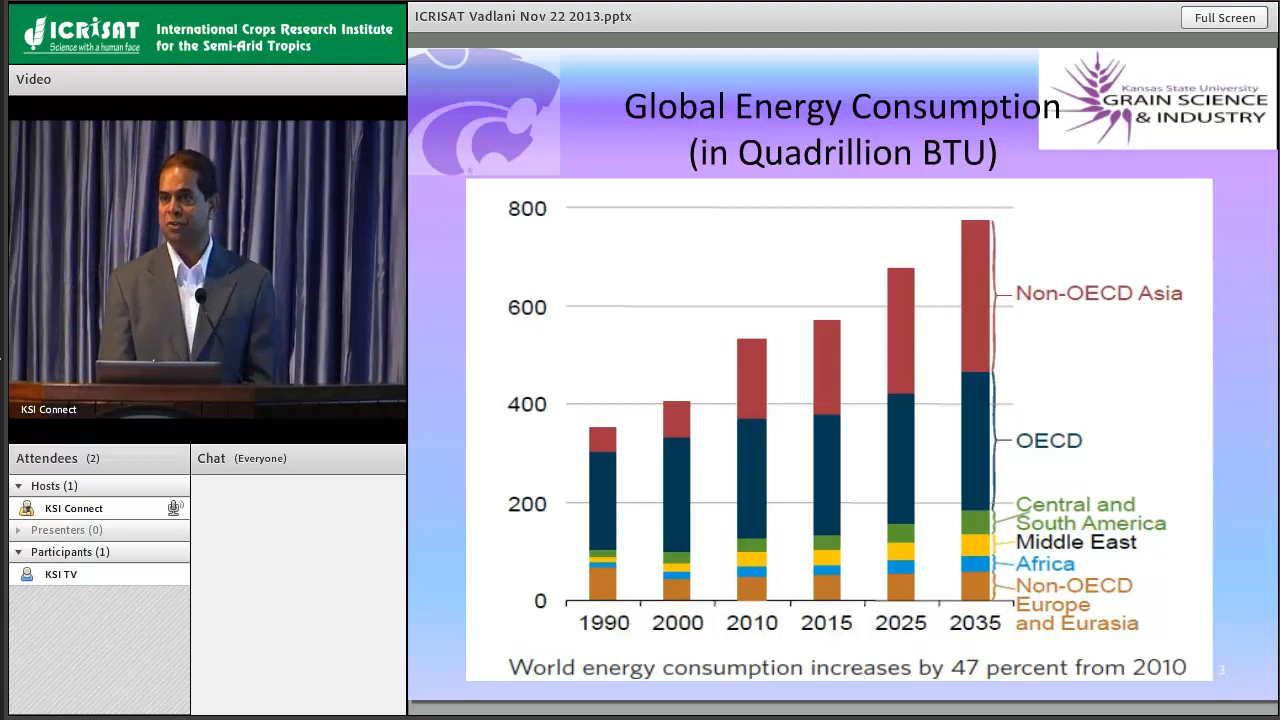 ICRISAT
Science with a human face
International Crops Research Institute
for the Semi-Arid Tropics
Video
KSI Connect
Attendees (2)
Hosts (1)
KSI Connect
Presenters (0)
Participants (1)
KSI TV
Chat (Everyone)
ICRISAT Vadlani Nov 22 2013.pptx
Full Screen
Global Energy Consumption
(in Quadrillion BTU)
Kansas State University
GRAIN SCIENCE
& INDUSTRY
800
600
400
200
0
1990 2000 2010 2015 2025 2035
Non-OECD Asia
OECD
Central and
South America
Middle East
Africa
Non-OECD
Europe
and Eurasia
World energy consumption increases by 47 percent from 2010
3